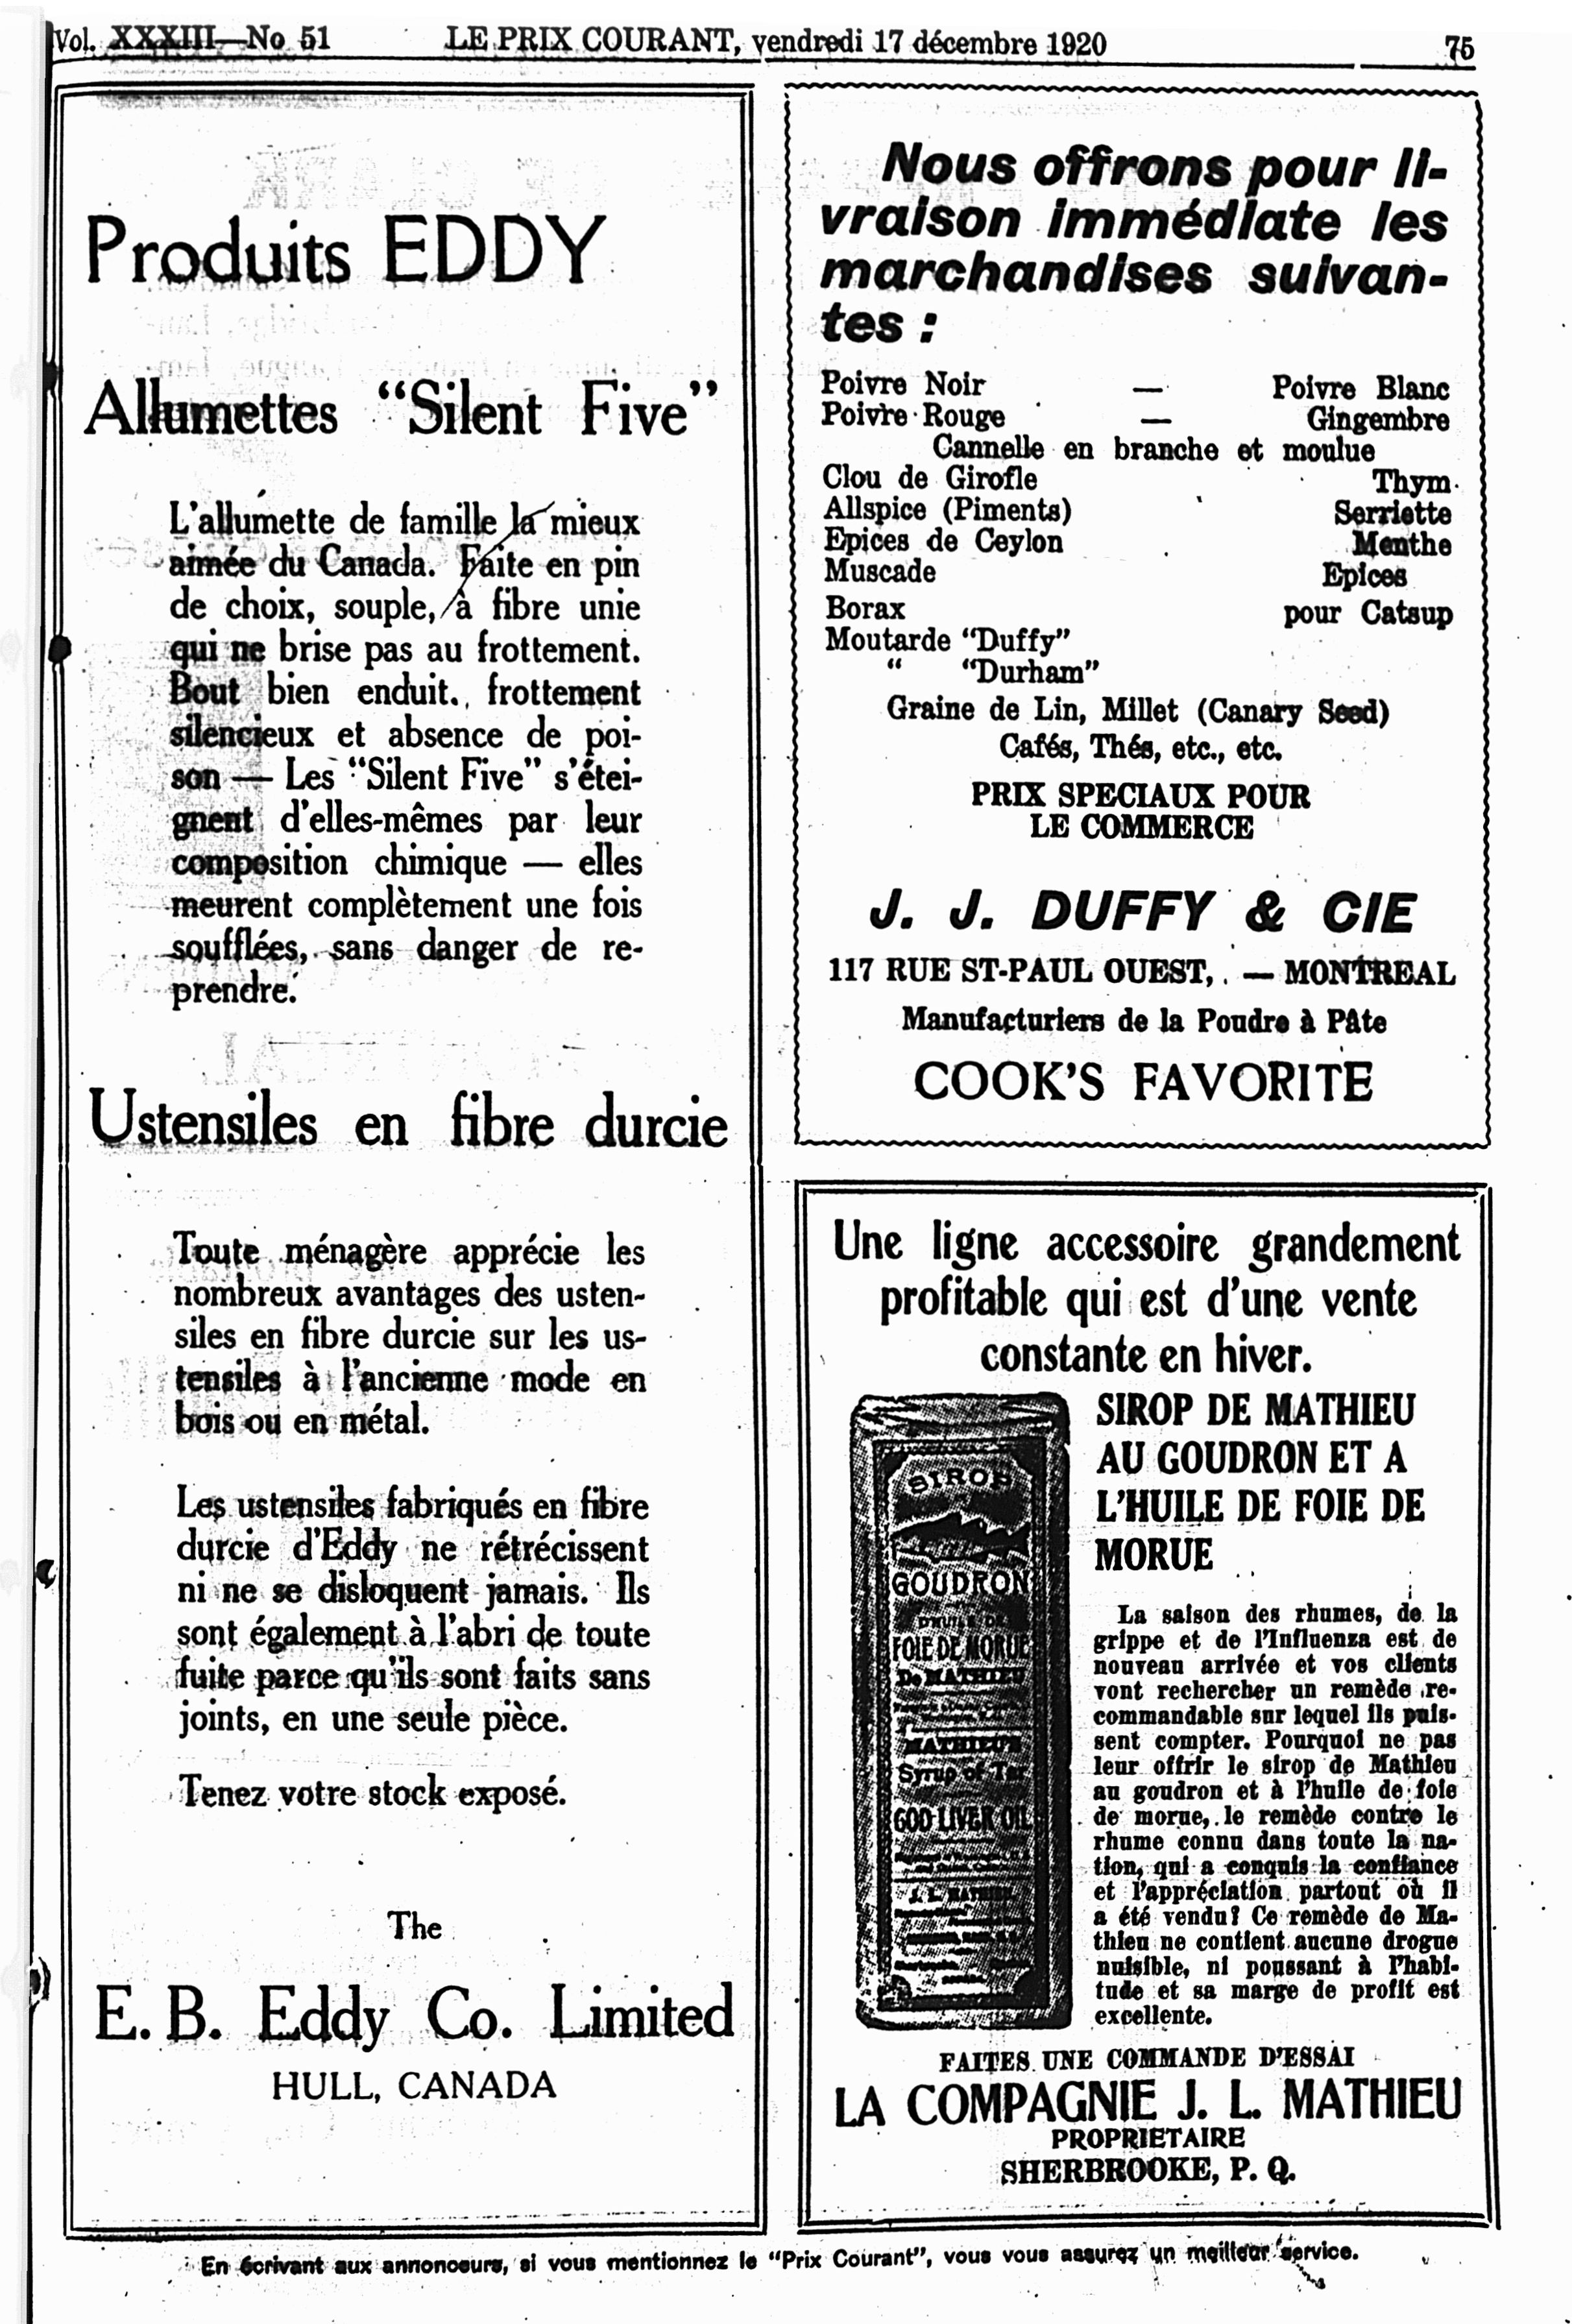 Vol. XXXIII—No 51 LE PRIX COURANT, vendredi 17 décembre 1920 75
Produits EDDY
Allumettes "Silent Five"
L'allumette de famille la mieux
aimée du Canada. Faite en pin
de choix, souple, à fibre unie
qui ne brise pas au frottement.
Bout bien enduit., frottement
silencieux et absence de poi-
son — Les "Silent Five" s'étei-
gnent d'elles-mêmes par leur
composition chimique — elles
meurent complètement une fois
soufflées, sans danger de re-
prendre.
Ustensiles en fibre durcie
Toute ménagère apprécie les
nombreux avantages des usten-
siles en fibre durcie sur les us-
tensiles à l'ancienne mode en
bois ou en métal.
Les ustensiles fabriqués en fibre
durcie d'Eddy ne rétrécissent
ni ne se disloquent jamais. Ils
sont également à l'abri de toute
fuite parce qu'ils sont faits sans
joints, en une seule pièce.
Tenez votre stock exposé.
The
E. B. Eddy Co. Limited
HULL, CANADA
Nous offrons pour li-
vraison immédiate les
marchandises suivan-
tes :
Poivre Noir — Poivre Blanc
Poivre Rouge — Gingembre
Cannelle en branche et moulue
Clou de Girofle Thym
Allspice (Piments) Serriette
Epices de Ceylon Menthe
Muscade Epices
Borax pour Catsup
Moutarde "Duffy"
" "Durham"
Graine de Lin, Millet (Canary Seed)
Cafés, Thés, etc., etc.
PRIX SPECIAUX POUR
LE COMMERCE
J. J. DUFFY & CIE
117 RUE ST-PAUL OUEST, — MONTREAL
Manufacturiers de la Poudre à Pâte
COOK'S FAVORITE
Une ligne accessoire grandement
profitable qui est d'une vente
constante en hiver.
SIROP
GOUDRON
D'HUILE DE
FOIE DE MORUE
De MATHIEU
MATHIEU'S
Syrup of Tar
COD LIVER OIL
J. L. MATHIEU
SIROP DE MATHIEU
AU GOUDRON ET A
L'HUILE DE FOIE DE
MORUE
La saison des rhumes, de la
grippe et de l'Influenza est de
nouveau arrivée et vos clients
vont rechercher un remède re-
commandable sur lequel ils puis-
sent compter. Pourquoi ne pas
leur offrir le sirop de Mathieu
au goudron et à l'huile de foie
de morue, le remède contre le
rhume connu dans toute la na-
tion, qui a conquis la confiance
et l'appréciation partout où il
a été vendu? Ce remède de Ma-
thieu ne contient aucune drogue
nuisible, ni poussant à l'habi-
tude et sa marge de profit est
excellente.
FAITES UNE COMMANDE D'ESSAI
LA COMPAGNIE J. L. MATHIEU
PROPRIETAIRE
SHERBROOKE, P. Q.
En écrivant aux annonceurs, si vous mentionnez le "Prix Courant", vous vous assurez un meilleur service.